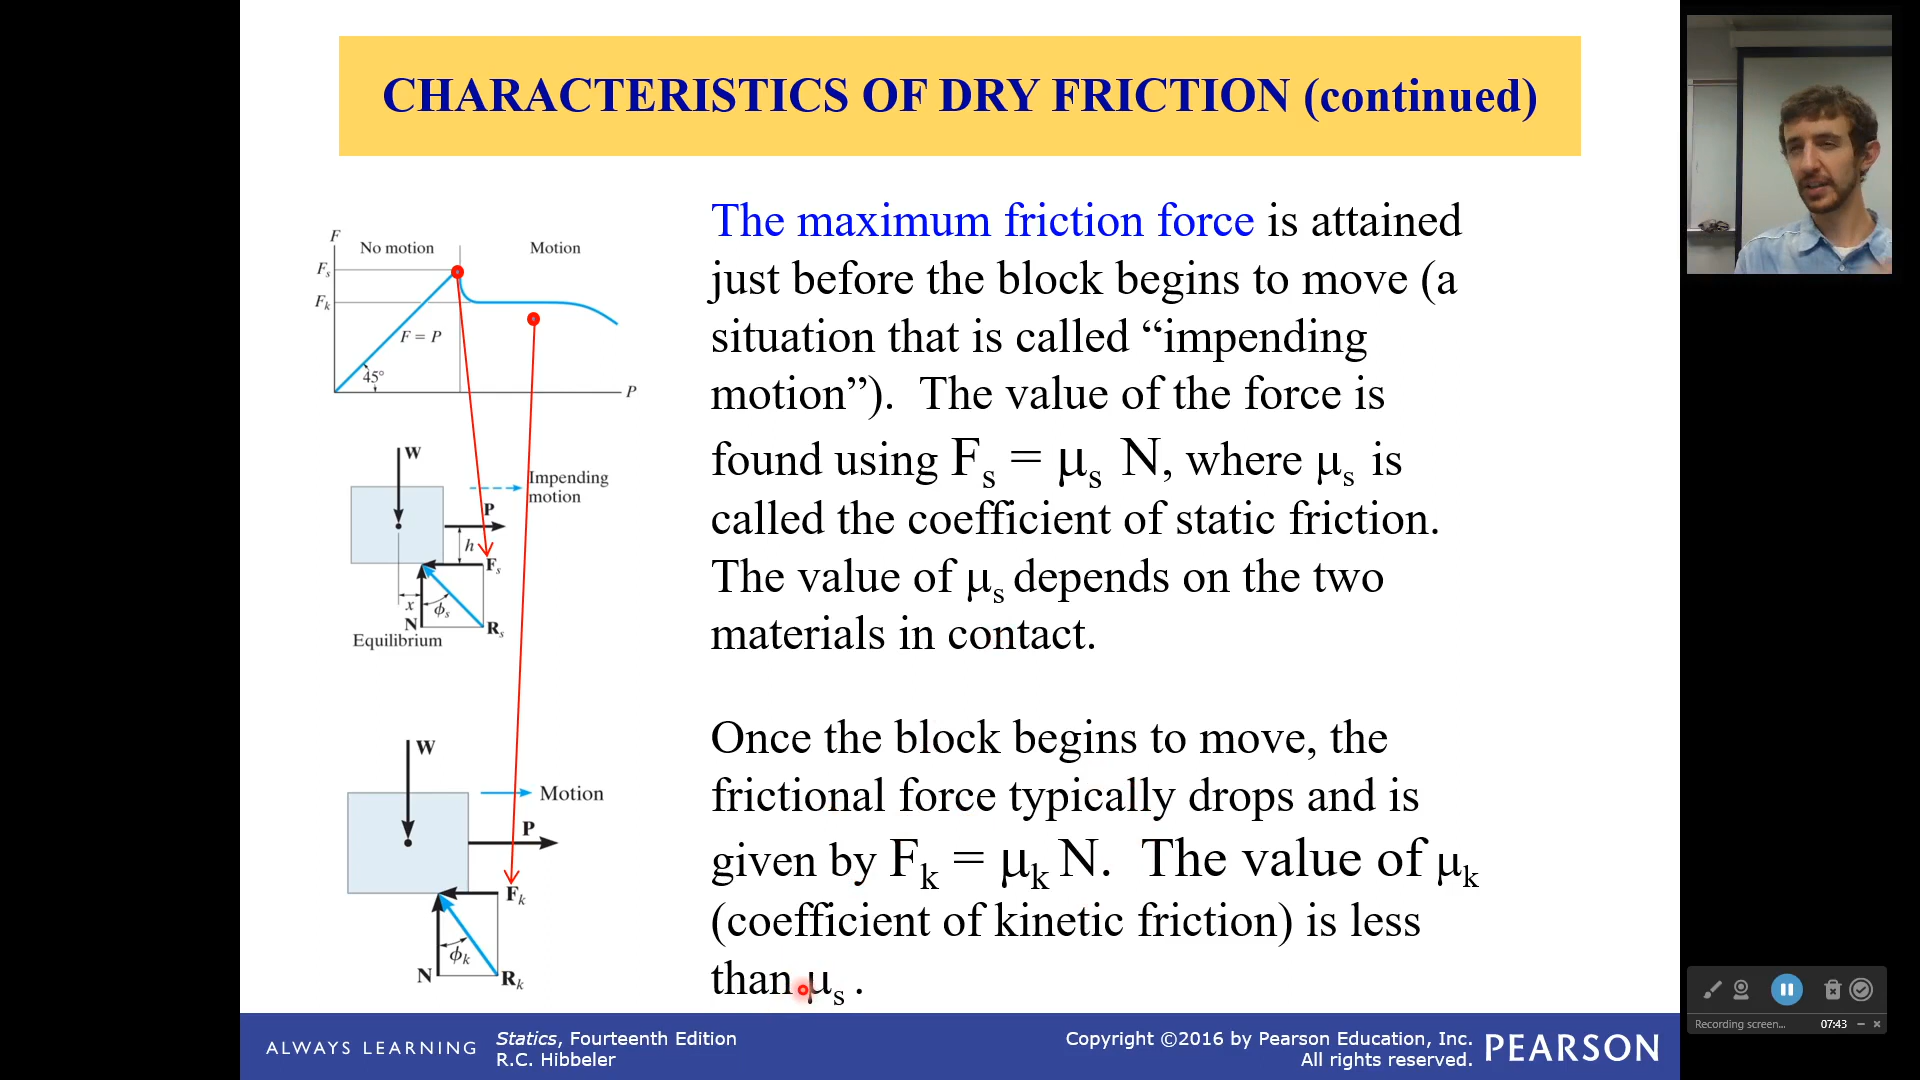 CHARACTERISTICS OF DRY FRICTION (continued)
F
No motion
Motion
Fs
Fk
F = P
45°
P
W
Impending
motion
P
h
Fs
x
ϕs
N
Rs
Equilibrium
W
Motion
P
Fk
ϕk
N
Rk
The maximum friction force is attained
just before the block begins to move (a
situation that is called “impending
motion”). The value of the force is
found using Fs = μs N, where μs is
called the coefficient of static friction.
The value of μs depends on the two
materials in contact.
Once the block begins to move, the
frictional force typically drops and is
given by Fk = μk N. The value of μk
(coefficient of kinetic friction) is less
than μs .
ALWAYS LEARNING
Statics, Fourteenth Edition
R.C. Hibbeler
Copyright ©2016 by Pearson Education, Inc.
All rights reserved.
PEARSON
Recording screen... 07:43